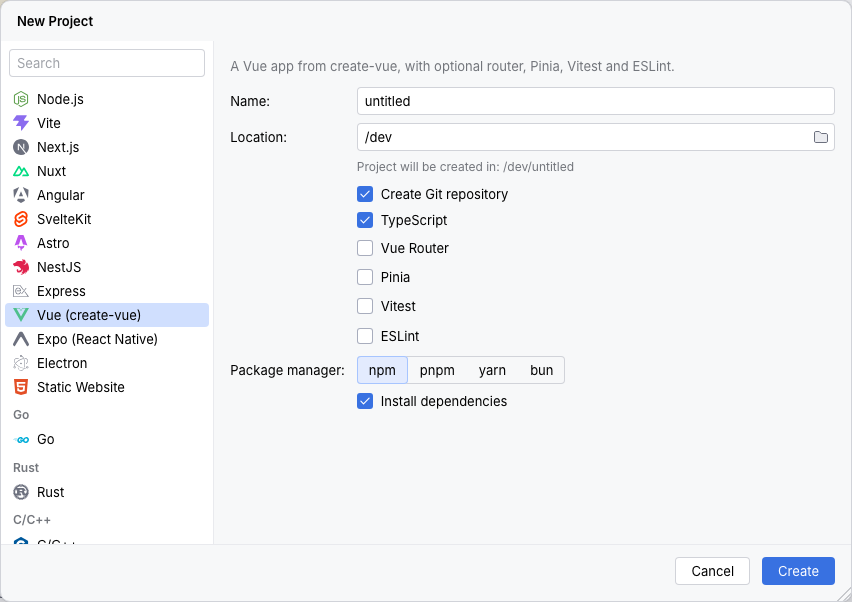 New Project
Search
Node.js
Vite
Next.js
Nuxt
Angular
SvelteKit
Astro
NestJS
Express
Vue (create-vue)
Expo (React Native)
Electron
Static Website
Go
Go
Rust
Rust
C/C++
C/C++
A Vue app from create-vue, with optional router, Pinia, Vitest and ESLint.
Name: untitled
Location: /dev
Project will be created in: /dev/untitled
Create Git repository
TypeScript
Vue Router
Pinia
Vitest
ESLint
Package manager: npm pnpm yarn bun
Install dependencies
Cancel Create